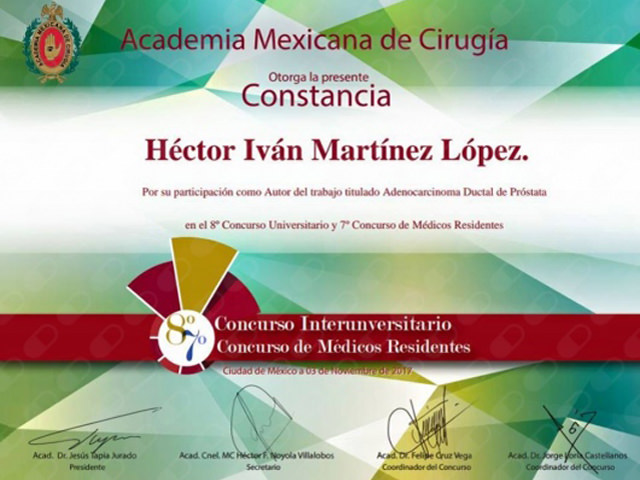 Academia Mexicana de Cirugía
Otorga la presente
Constancia
Héctor Iván Martínez López.
Por su participación como Autor del trabajo titulado Adenocarcinoma Ductal de Próstata
en el 8º Concurso Universitario y 7º Concurso de Médicos Residentes
8º Concurso Interunversitario
7º Concurso de Médicos Residentes
Ciudad de México a 03 de Noviembre de 2017
Acad. Dr. Jesús Tapia Jurado
Presidente
Acad. Cnel. MC Héctor F. Noyola Villalobos
Secretario
Acad. Dr. Felipe Cruz Vega
Coordinador del Concurso
Acad. Dr. Jorge Loria Castellanos
Coordinador del Concurso